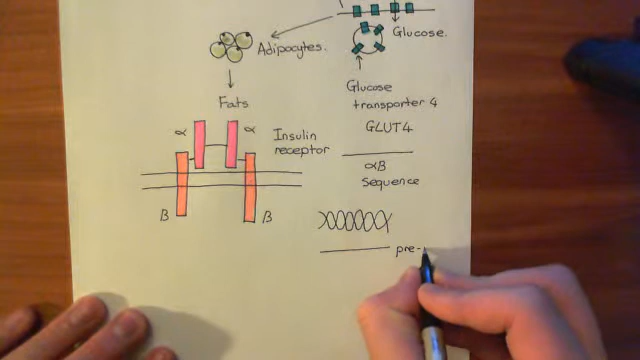 Adipocytes.
Glucose.
Glucose
transporter 4
GLUT4
Fats
α
α
Insulin
receptor
αβ
Sequence
β
β
pre-